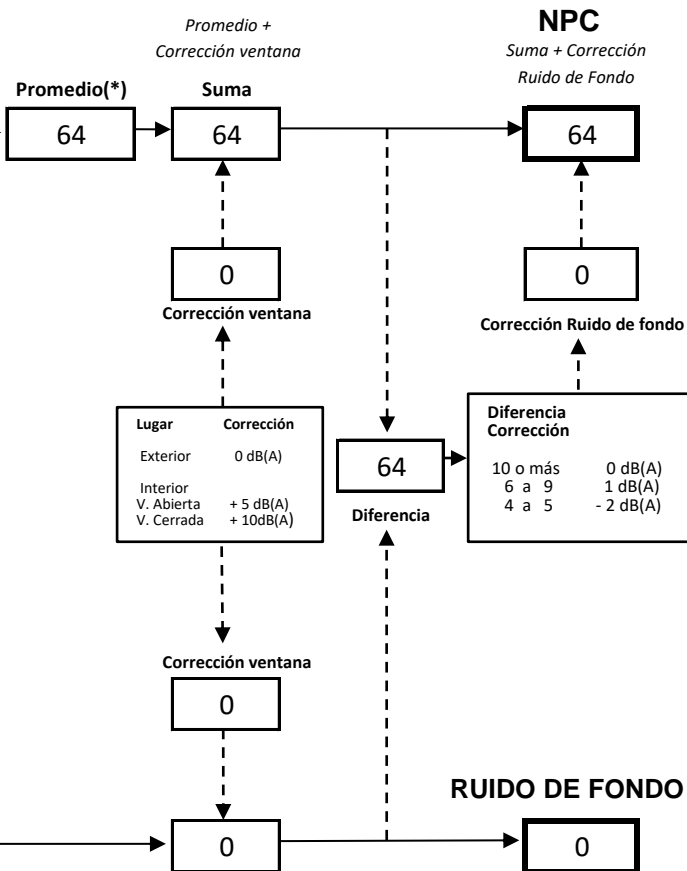 Promedio +
Corrección ventana
NPC
Suma + Corrección
Ruido de Fondo
Promedio(*)
Suma
64
64
64
0
0
Corrección ventana
Corrección Ruido de fondo
Lugar Corrección
Exterior 0 dB(A)
Interior
V. Abierta + 5 dB(A)
V. Cerrada + 10dB(A)
64
Diferencia
Diferencia
Corrección
10 o más 0 dB(A)
6 a 9 1 dB(A)
4 a 5 - 2 dB(A)
Corrección ventana
0
RUIDO DE FONDO
0
0